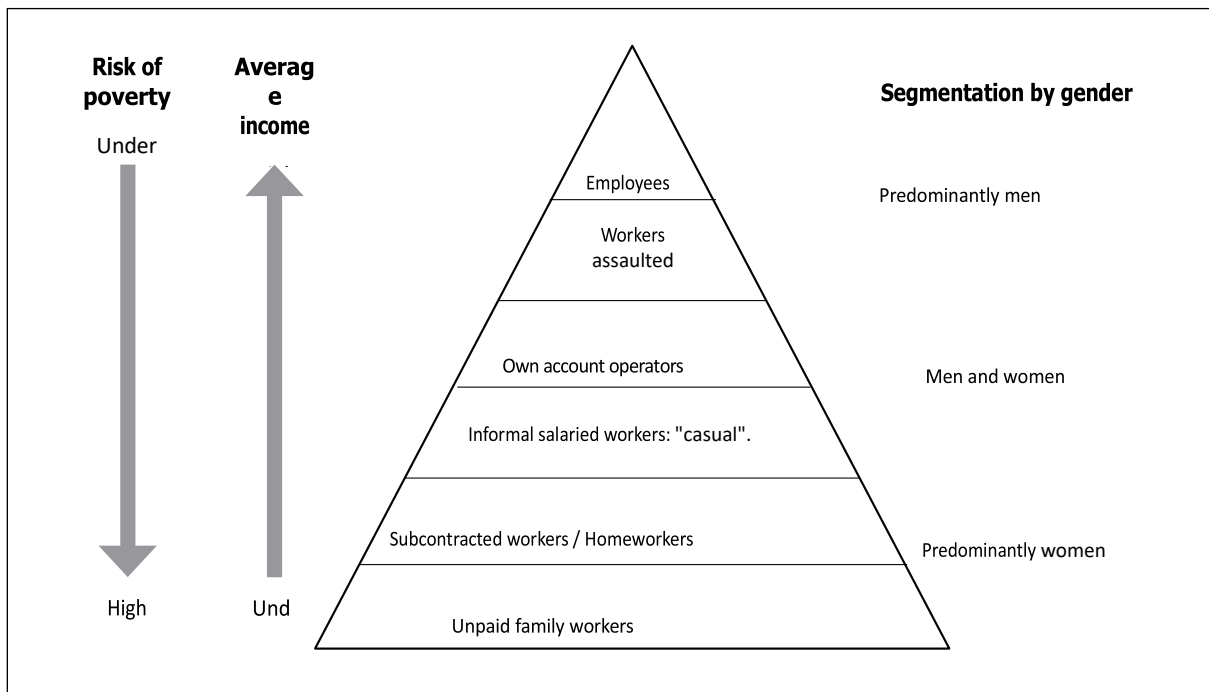 Risk of
poverty
Under
High
Averag
e
income
Und
Employees
Workers
assaulted
Own account operators
Informal salaried workers: "casual".
Subcontracted workers / Homeworkers
Unpaid family workers
Segmentation by gender
Predominantly men
Men and women
Predominantly women